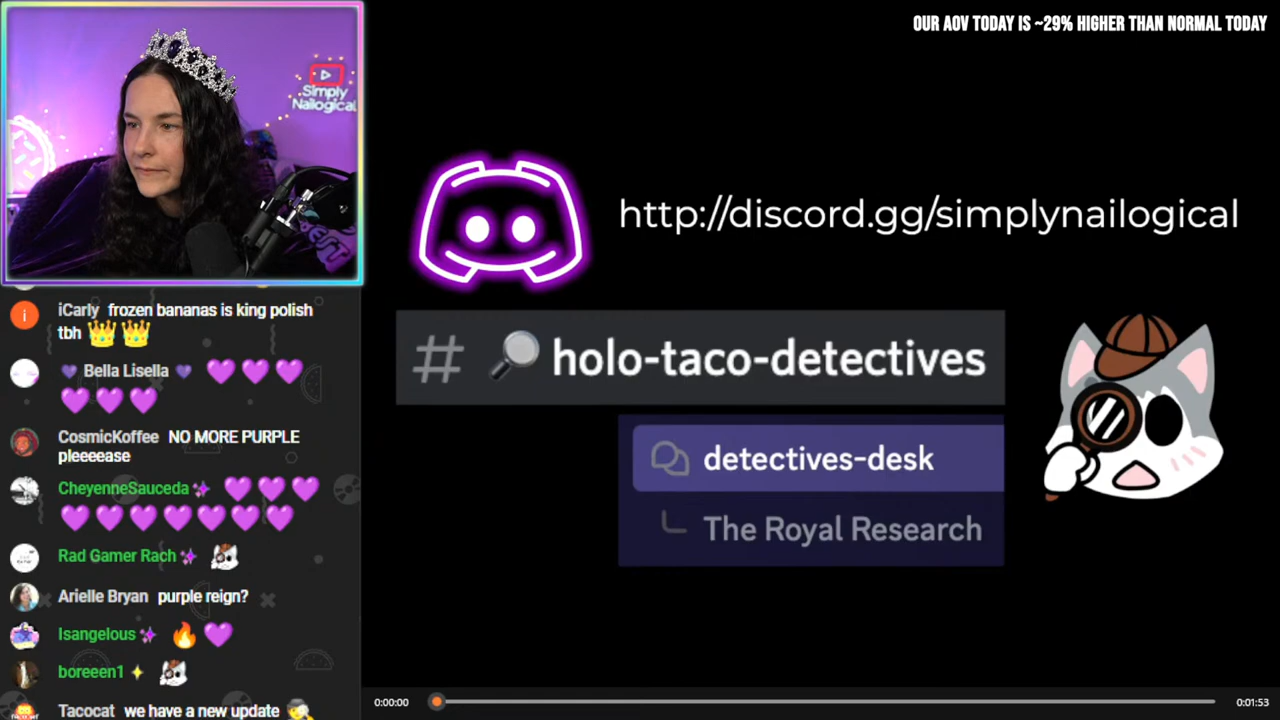 OUR AOV TODAY IS ~29% HIGHER THAN NORMAL TODAY
Simply
Nailogical
http://discord.gg/simplynailogical
# holo-taco-detectives
detectives-desk
The Royal Research
iCarly frozen bananas is king polish
tbh 👑👑
💜 Bella Lisella 💜 💜💜💜
💜💜💜
CosmicKoffee NO MORE PURPLE
pleeeease
CheyenneSauceda 💜💜💜
💜💜💜💜💜💜💜
Rad Gamer Rach
Arielle Bryan purple reign?
Isangelous 🔥💜
boreeen1
Tacocat we have a new update
i
0:00:00
0:01:53